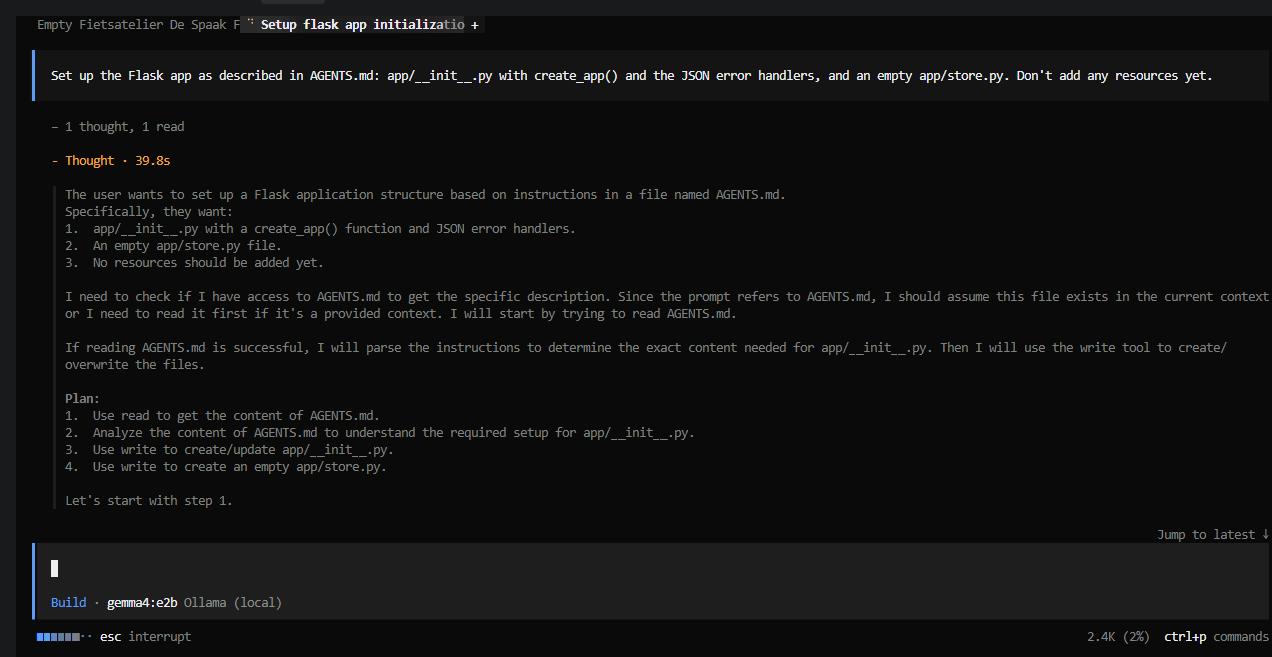 Empty Fietsatelier De Spaak F Setup flask app initializatio +
Set up the Flask app as described in AGENTS.md: app/__init__.py with create_app() and the JSON error handlers, and an empty app/store.py. Don't add any resources yet.
– 1 thought, 1 read
- Thought · 39.8s
The user wants to set up a Flask application structure based on instructions in a file named AGENTS.md.
Specifically, they want:
1. app/__init__.py with a create_app() function and JSON error handlers.
2. An empty app/store.py file.
3. No resources should be added yet.
I need to check if I have access to AGENTS.md to get the specific description. Since the prompt refers to AGENTS.md, I should assume this file exists in the current context
or I need to read it first if it's a provided context. I will start by trying to read AGENTS.md.
If reading AGENTS.md is successful, I will parse the instructions to determine the exact content needed for app/__init__.py. Then I will use the write tool to create/
overwrite the files.
Plan:
1. Use read to get the content of AGENTS.md.
2. Analyze the content of AGENTS.md to understand the required setup for app/__init__.py.
3. Use write to create/update app/__init__.py.
4. Use write to create an empty app/store.py.
Let's start with step 1.
Jump to latest ↓
Build · gemma4:e2b Ollama (local)
esc interrupt 2.4K (2%) ctrl+p commands